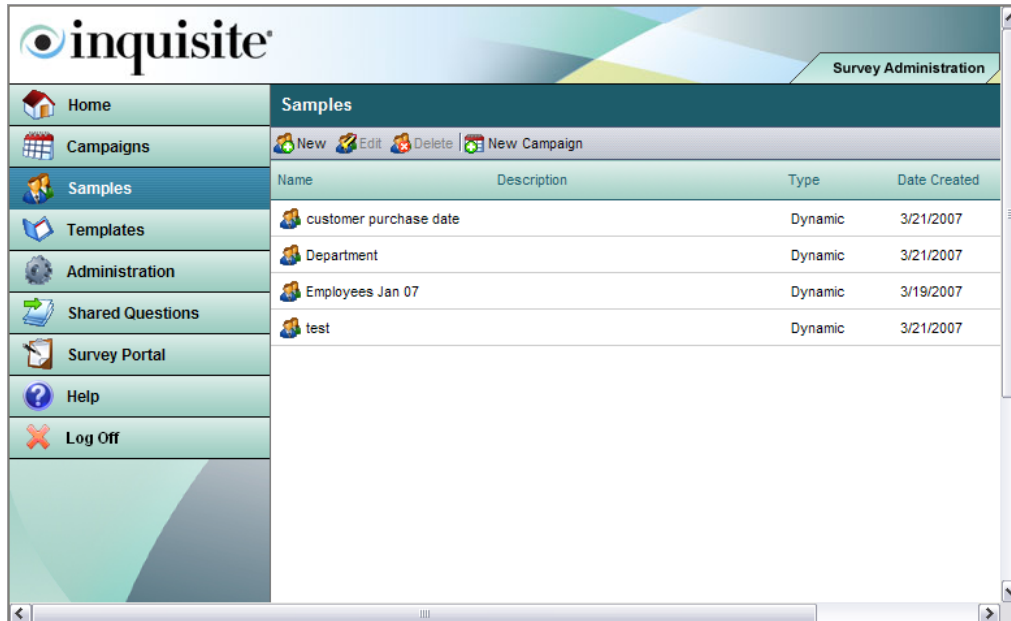 inquisite
Survey Administration
Home
Campaigns
Samples
Templates
Administration
Shared Questions
Survey Portal
Help
Log Off
Samples
New Edit Delete New Campaign
Name Description Type Date Created
customer purchase date Dynamic 3/21/2007
Department Dynamic 3/21/2007
Employees Jan 07 Dynamic 3/19/2007
test Dynamic 3/21/2007